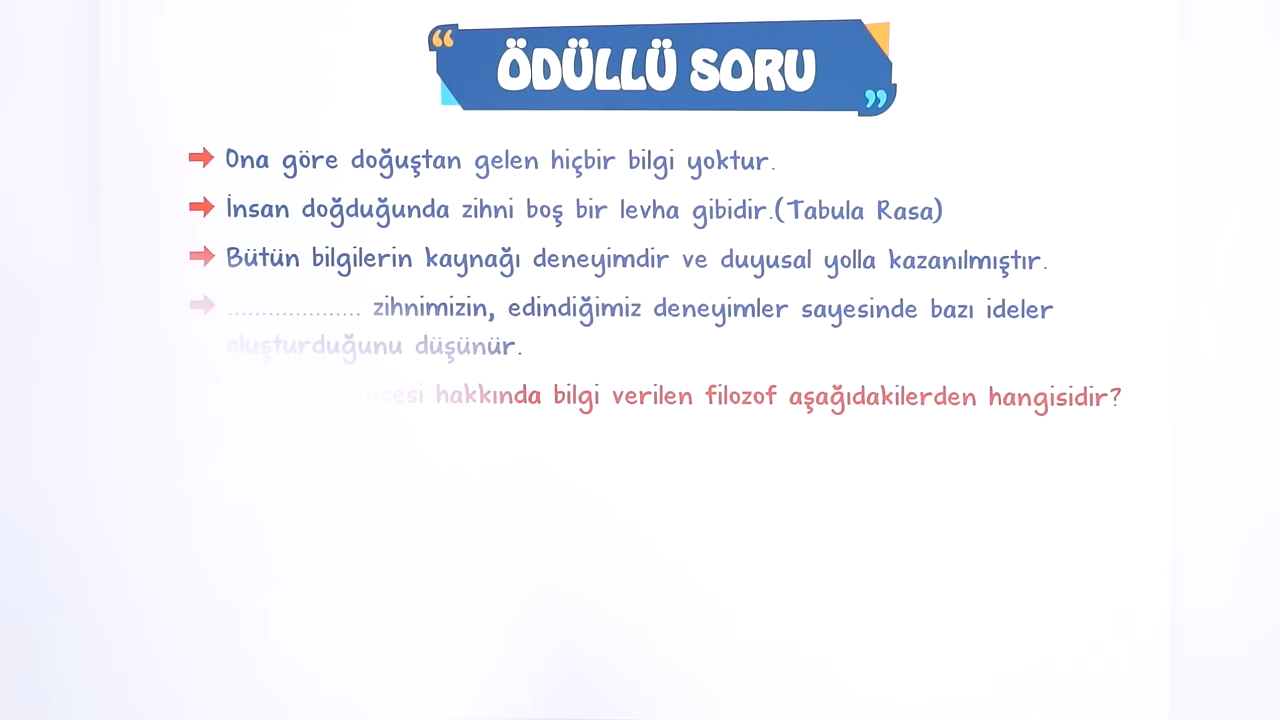 ÖDÜLLÜ SORU
Ona göre doğuştan gelen hiçbir bilgi yoktur.
İnsan doğduğunda zihni boş bir levha gibidir.(Tabula Rasa)
Bütün bilgilerin kaynağı deneyimdir ve duyusal yolla kazanılmıştır.
.................... zihnimizin, edindiğimiz deneyimler sayesinde bazı ideler
oluşturduğunu düşünür.
hakkında bilgi verilen filozof aşağıdakilerden hangisidir?